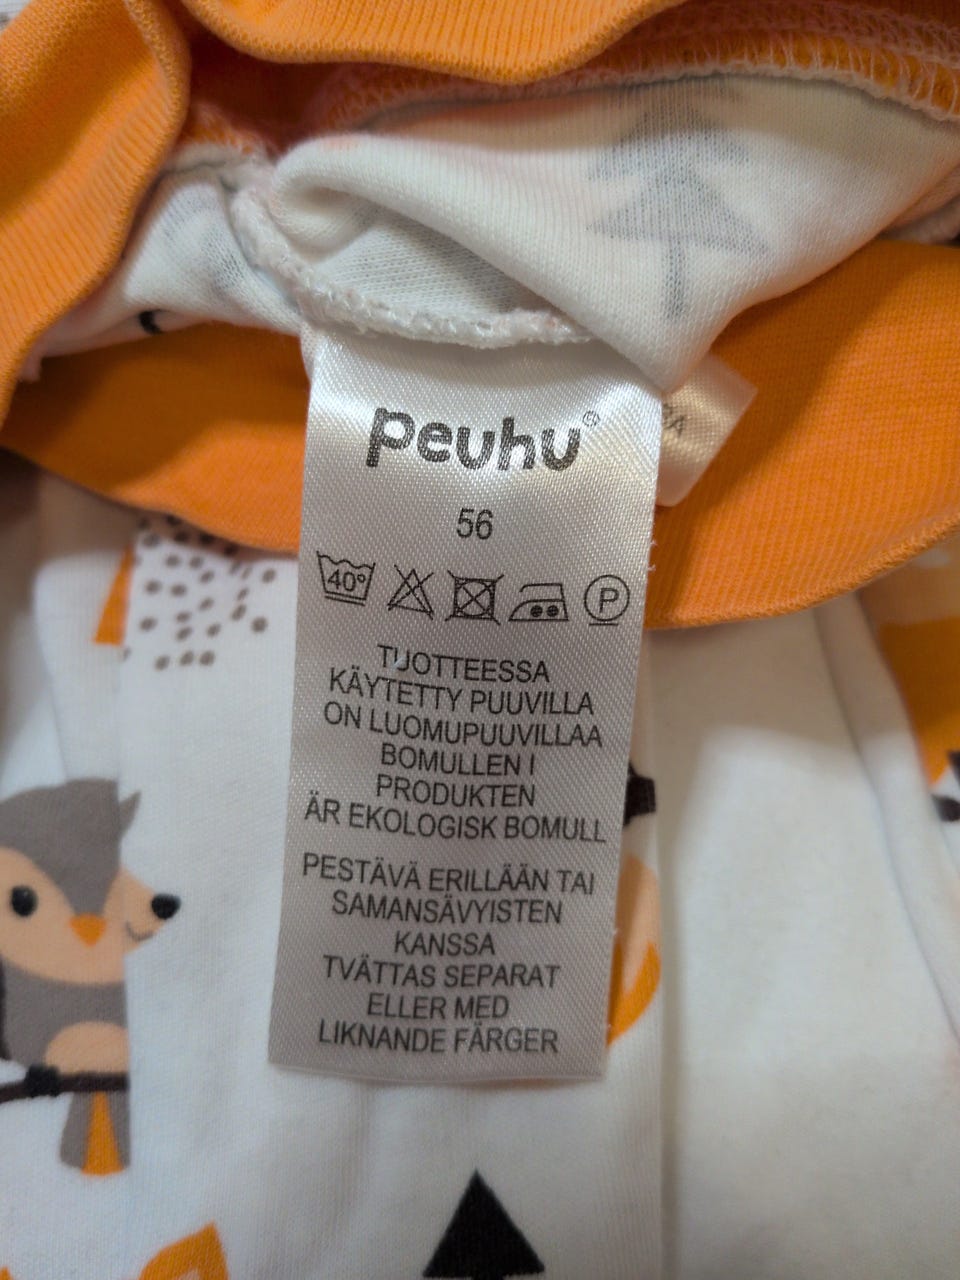 peuhu®
56
40° P
TUOTTEESSA
KÄYTETTY PUUVILLA
ON LUOMUPUUVILLAA
BOMULLEN I
PRODUKTEN
ÄR EKOLOGISK BOMULL
PESTÄVÄ ERILLÄÄN TAI
SAMANSÄVYISTEN
KANSSA
TVÄTTAS SEPARAT
ELLER MED
LIKNANDE FÄRGER